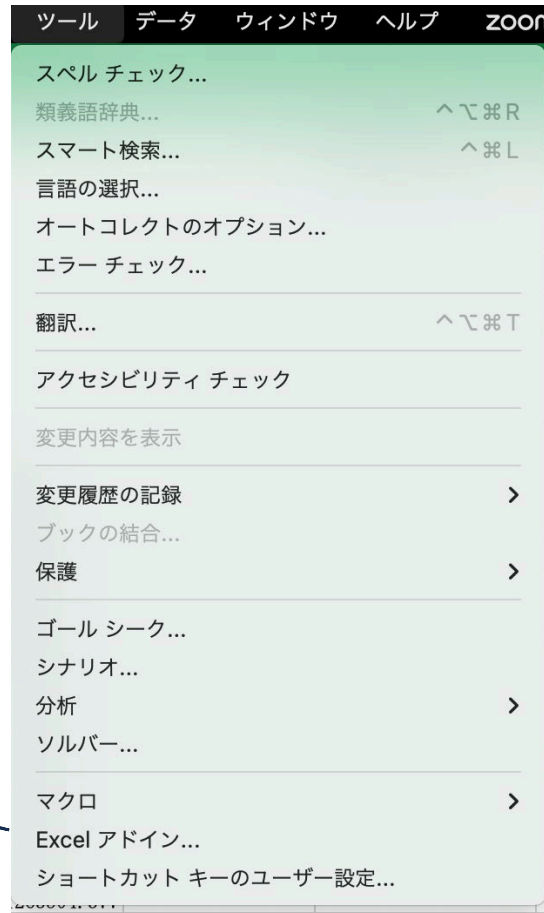 ツール データ ウィンドウ ヘルプ zoom
スペル チェック...
類義語辞典... ^⌥⌘R
スマート検索... ^⌘L
言語の選択...
オートコレクトのオプション...
エラー チェック...
翻訳... ^⌥⌘T
アクセシビリティ チェック
変更内容を表示
変更履歴の記録 >
ブックの結合...
保護 >
ゴール シーク...
シナリオ...
分析 >
ソルバー...
マクロ >
Excel アドイン...
ショートカット キーのユーザー設定...